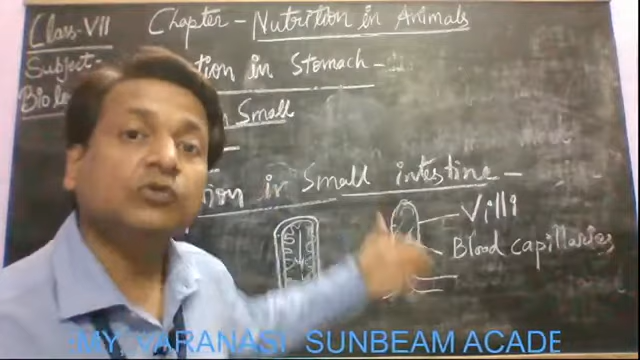 Class-VII Chapter - Nutrition in Animals
Subject- tion in Stomach -
Biolo Small
tion in Small intestine -
Villi
Blood capillaries
MY VARANASI SUNBEAM ACADE